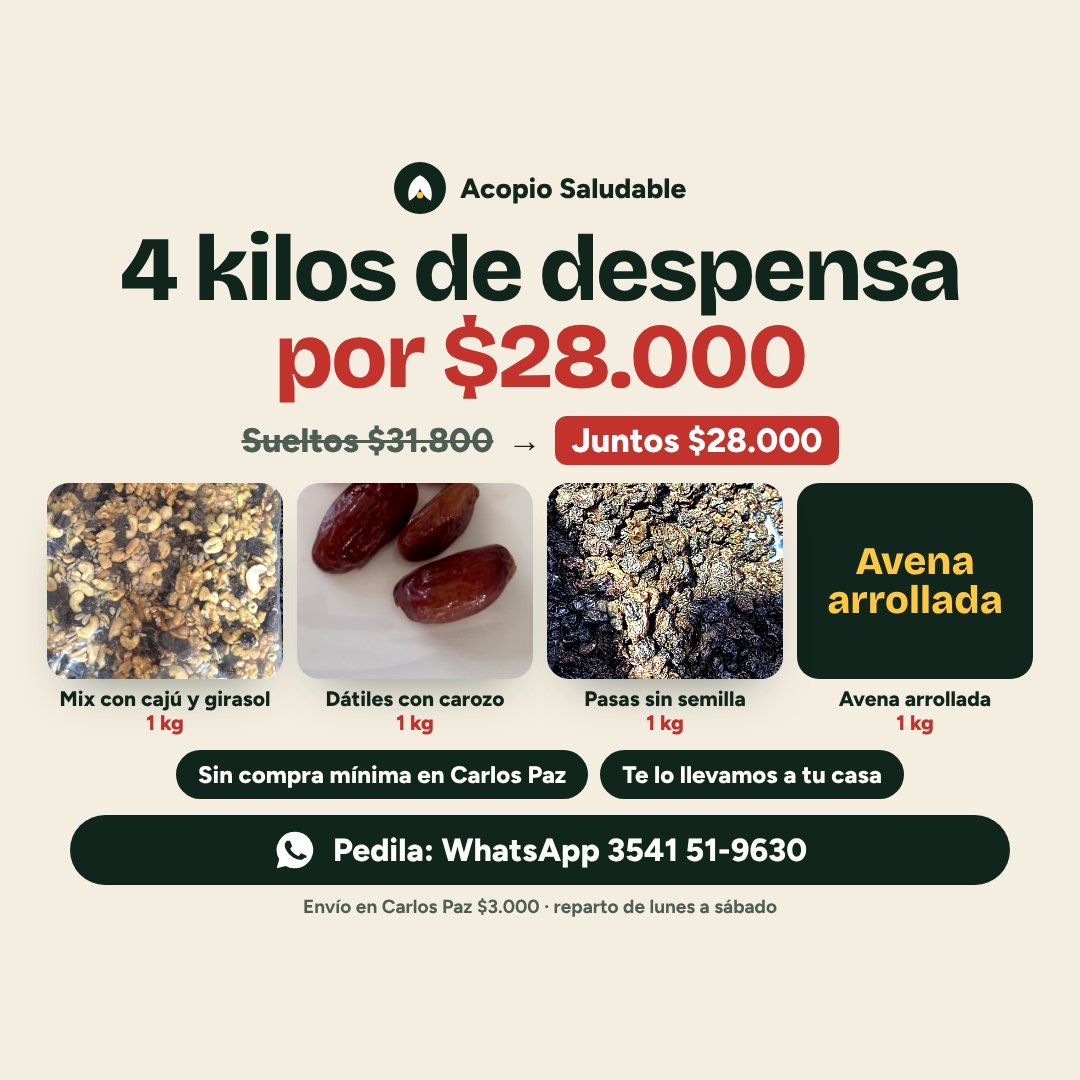 Acopio Saludable
4 kilos de despensa
por $28.000
Sueltos $31.800 → Juntos $28.000
Avena
arrollada
Mix con cajú y girasol
1 kg
Dátiles con carozo
1 kg
Pasas sin semilla
1 kg
Avena arrollada
1 kg
Sin compra mínima en Carlos Paz
Te lo llevamos a tu casa
Pedila: WhatsApp 3541 51-9630
Envío en Carlos Paz $3.000 · reparto de lunes a sábado